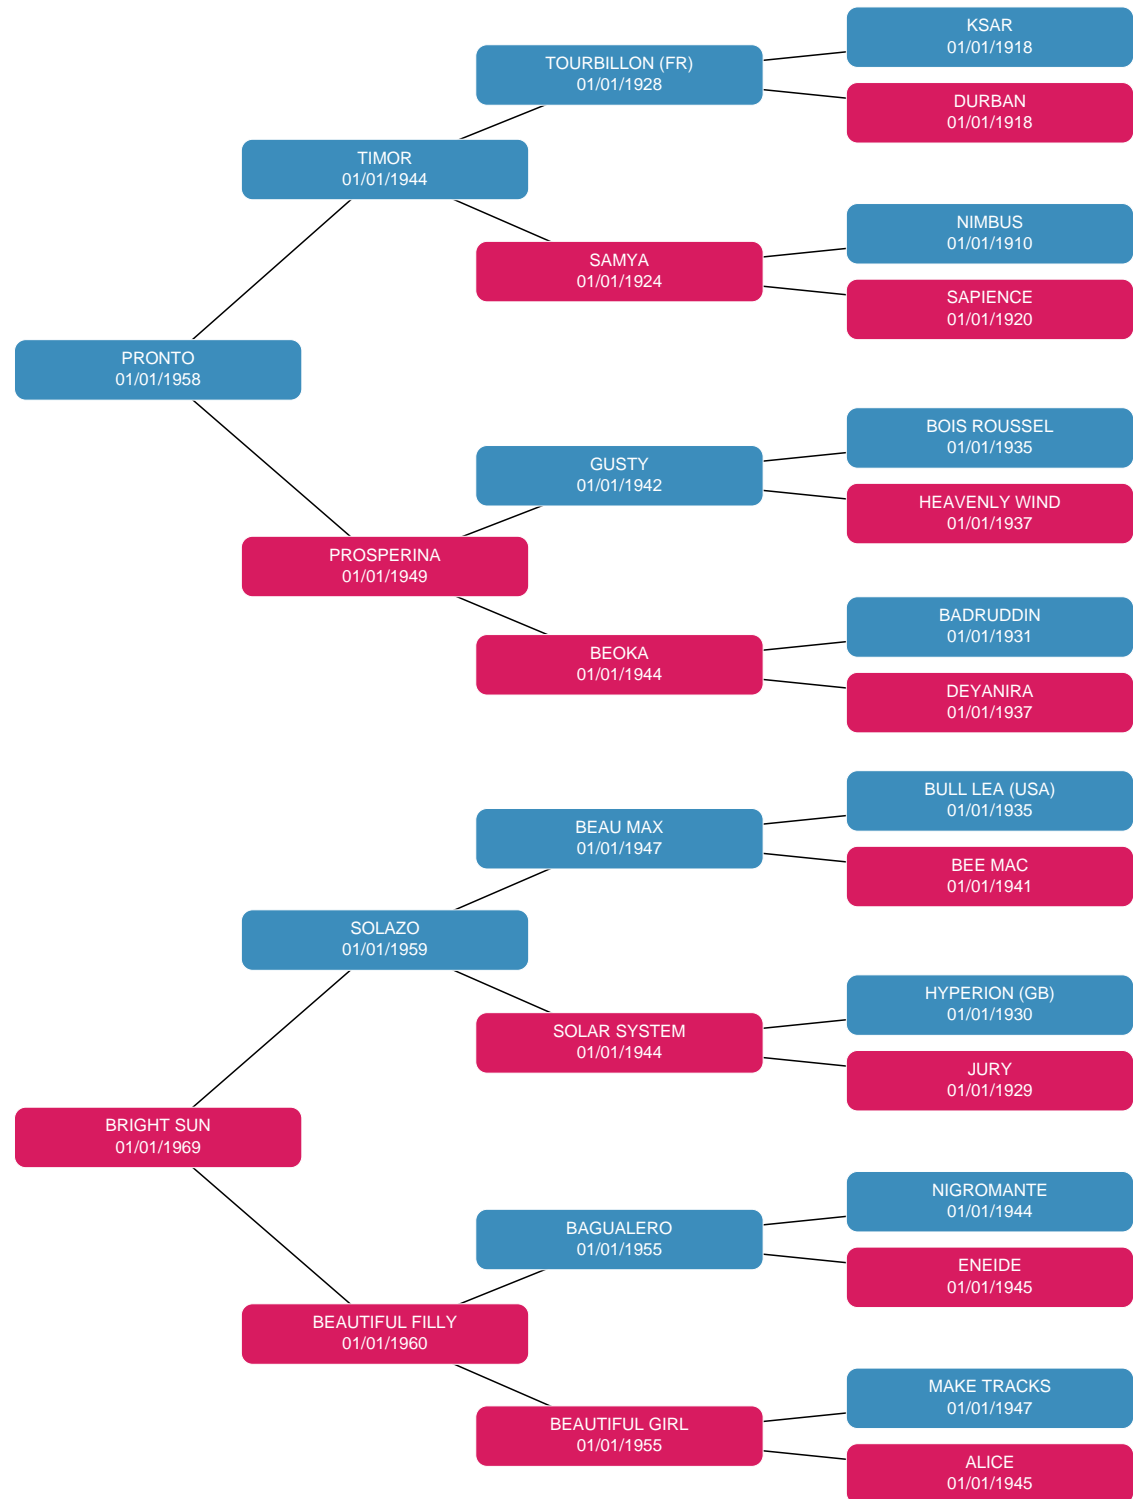 KSAR
01/01/1918
TOURBILLON (FR)
01/01/1928
DURBAN
01/01/1918
TIMOR
01/01/1944
NIMBUS
01/01/1910
SAMYA
01/01/1924
SAPIENCE
01/01/1920
PRONTO
01/01/1958
BOIS ROUSSEL
01/01/1935
GUSTY
01/01/1942
HEAVENLY WIND
01/01/1937
PROSPERINA
01/01/1949
BADRUDDIN
01/01/1931
BEOKA
01/01/1944
DEYANIRA
01/01/1937
BULL LEA (USA)
01/01/1935
BEAU MAX
01/01/1947
BEE MAC
01/01/1941
SOLAZO
01/01/1959
HYPERION (GB)
01/01/1930
SOLAR SYSTEM
01/01/1944
JURY
01/01/1929
BRIGHT SUN
01/01/1969
NIGROMANTE
01/01/1944
BAGUALERO
01/01/1955
ENEIDE
01/01/1945
BEAUTIFUL FILLY
01/01/1960
MAKE TRACKS
01/01/1947
BEAUTIFUL GIRL
01/01/1955
ALICE
01/01/1945